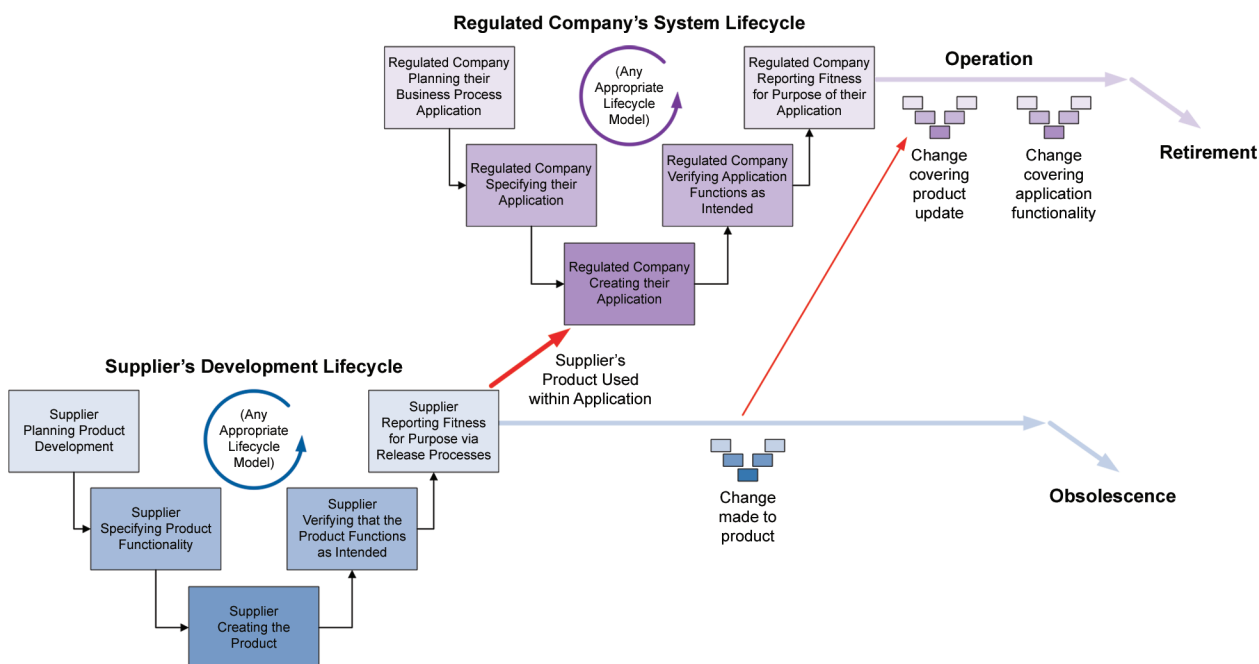 Regulated Company’s System Lifecycle
Regulated Company
Planning their
Business Process
Application
(Any
Appropriate
Lifecycle
Model)
Regulated Company
Reporting Fitness
for Purpose of their
Application
Operation
Retirement
Regulated Company
Specifying their
Application
Regulated Company
Verifying Application
Functions as
Intended
Change
covering
product
update
Change
covering
application
functionality
Regulated Company
Creating their
Application
Supplier’s
Product Used
within Application
Supplier’s Development Lifecycle
Supplier
Planning Product
Development
(Any
Appropriate
Lifecycle
Model)
Supplier
Reporting Fitness
for Purpose via
Release Processes
Obsolescence
Supplier
Specifying Product
Functionality
Supplier
Verifying that the
Product Functions
as Intended
Change
made to
product
Supplier
Creating the
Product